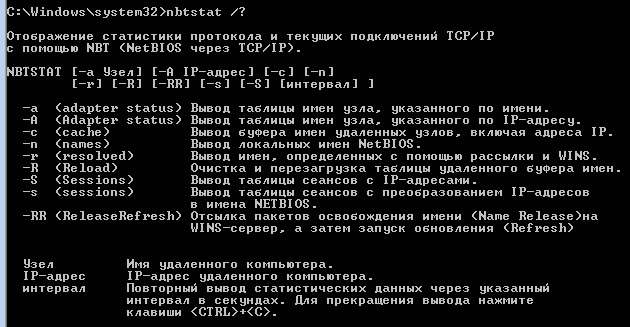 C:\Windows\system32>nbtstat /?
Отображение статистики протокола и текущих подключений TCP/IP
с помощью NBT (NetBIOS через TCP/IP).
NBTSTAT [-a Узел] [-A IP-адрес] [-c] [-n]
[-r] [-R] [-RR] [-s] [-S] [интервал] ]
-a (adapter status) Вывод таблицы имен узла, указанного по имени.
-A (Adapter status) Вывод таблицы имен узла, указанного по IP-адресу.
-c (cache) Вывод буфера имен удаленных узлов, включая адреса IP.
-n (names) Вывод локальных имен NetBIOS.
-r (resolved) Вывод имен, определенных с помощью рассылки и WINS.
-R (Reload) Очистка и перезагрузка таблицы удаленного буфера имен.
-S (Sessions) Вывод таблицы сеансов с IP-адресами.
-s (sessions) Вывод таблицы сеансов с преобразованием IP-адресов
в имена NETBIOS.
-RR (ReleaseRefresh) Отсылка пакетов освобождения имени (Name Release)на
WINS-сервер, а затем запуск обновления (Refresh)
Узел Имя удаленного компьютера.
IP-адрес IP-адрес удаленного компьютера.
интервал Повторный вывод статистических данных через указанный
интервал в секундах. Для прекращения вывода нажмите
клавиши <CTRL>+<C>.